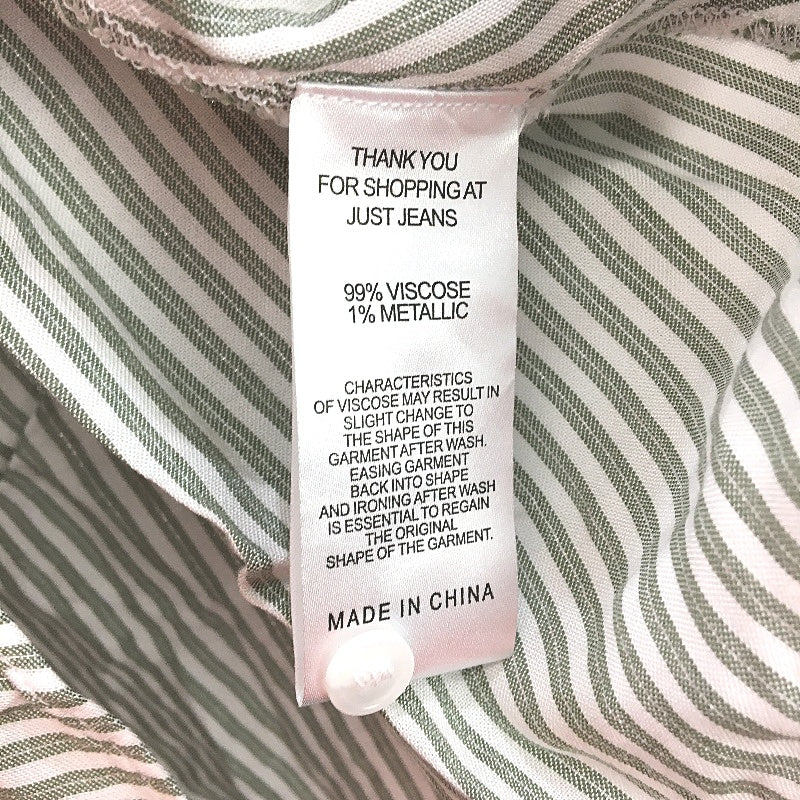 THANK YOU
FOR SHOPPING AT
JUST JEANS
99% VISCOSE
1% METALLIC
CHARACTERISTICS
OF VISCOSE MAY RESULT IN
SLIGHT CHANGE TO
THE SHAPE OF THIS
GARMENT AFTER WASH.
EASING GARMENT
BACK INTO SHAPE
AND IRONING AFTER WASH
IS ESSENTIAL TO REGAIN
THE ORIGINAL
SHAPE OF THE GARMENT.
MADE IN CHINA